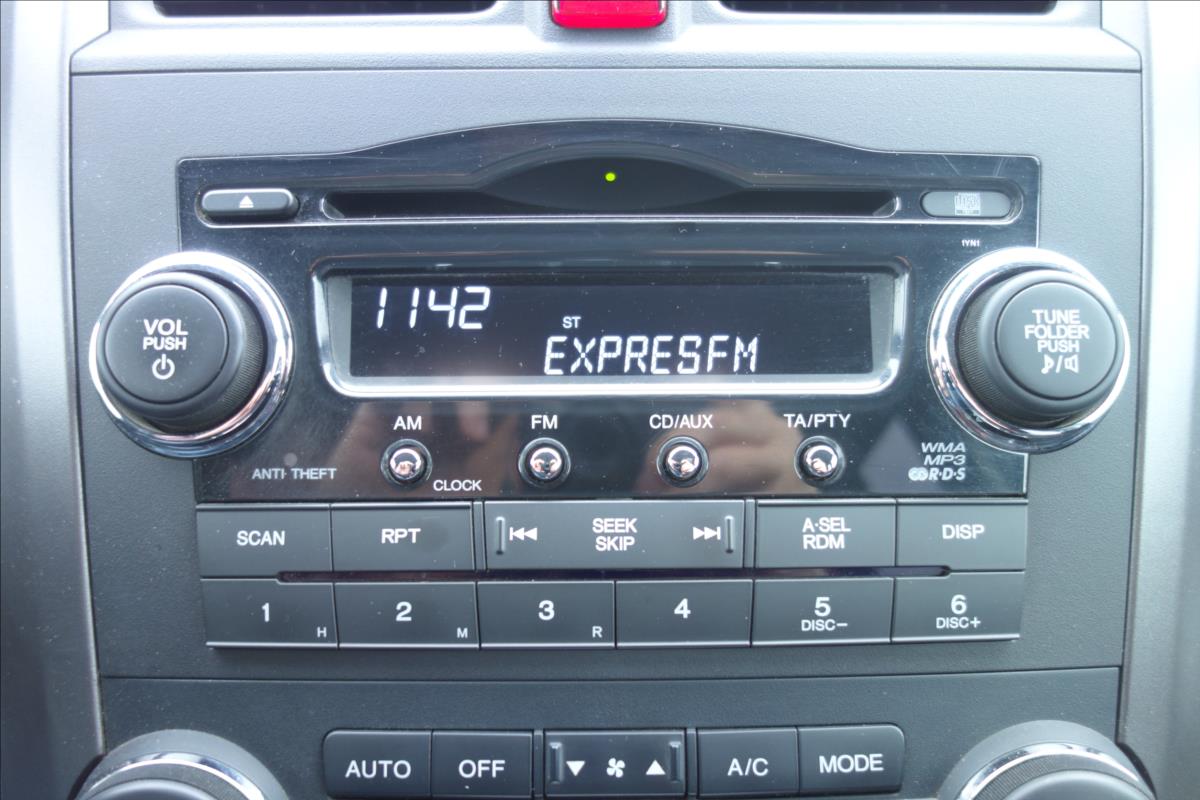 1YN1
1142
ST
EXPRESFM
VOL
PUSH
TUNE
FOLDER
PUSH
AM
FM
CD/AUX
TA/PTY
ANTI THEFT
CLOCK
WMA
MP3
R·D·S
SCAN
RPT
SEEK
SKIP
A·SEL
RDM
DISP
1
H
2
M
3
R
4
5
DISC−
6
DISC+
AUTO
OFF
A/C
MODE